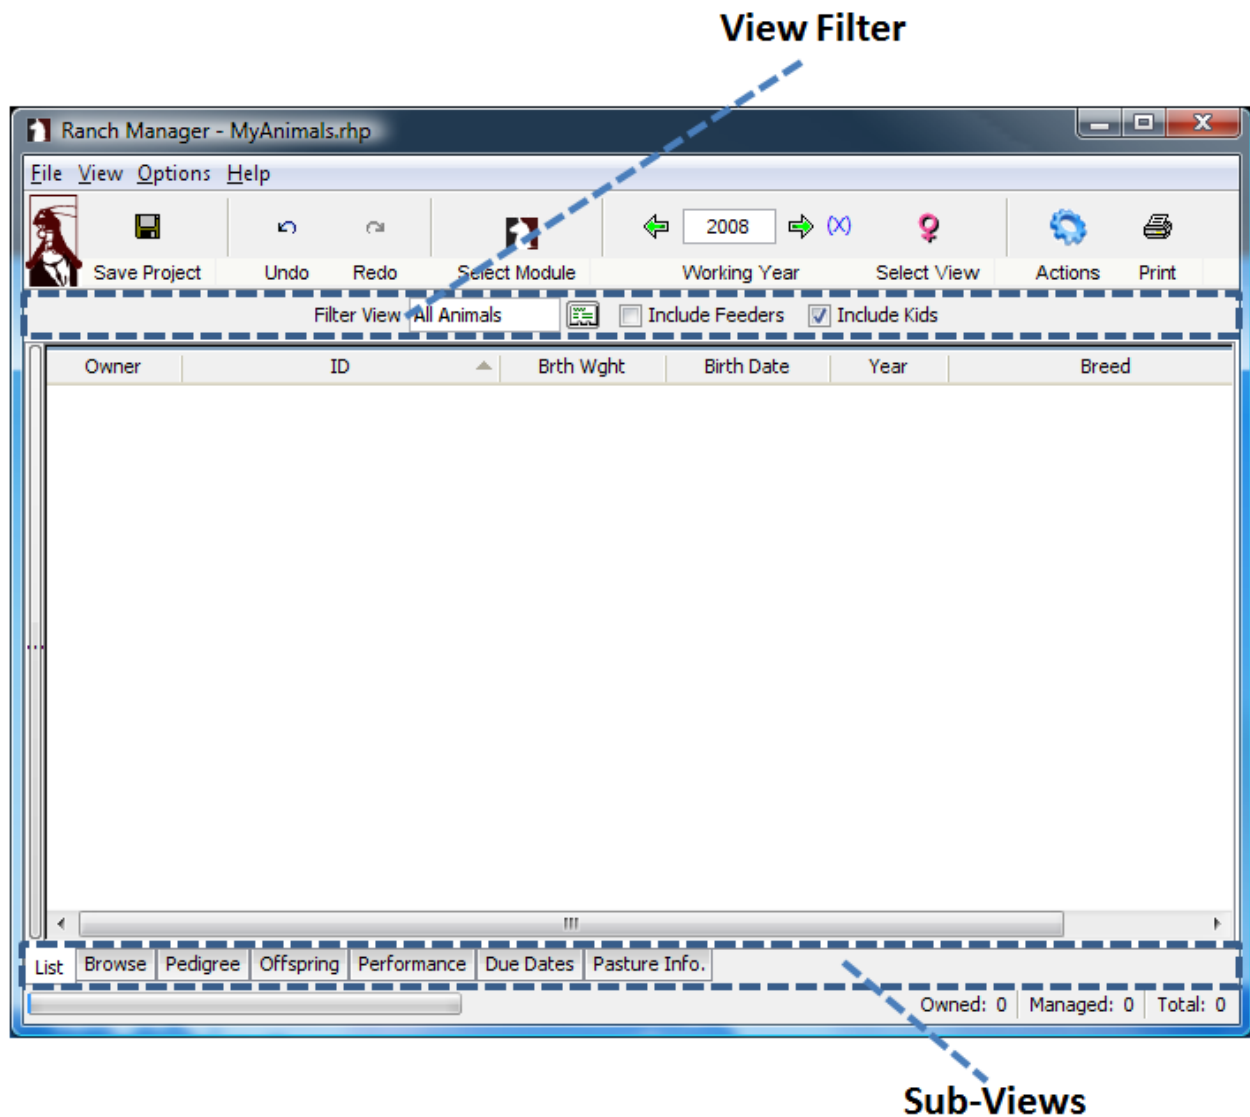 View Filter
Ranch Manager - MyAnimals.rhp
File View Options Help
2008 (X)
Save Project Undo Redo Select Module Working Year Select View Actions Print
Filter View All Animals Include Feeders Include Kids
Owner ID Brth Wght Birth Date Year Breed
List Browse Pedigree Offspring Performance Due Dates Pasture Info.
Owned: 0 Managed: 0 Total: 0
Sub-Views